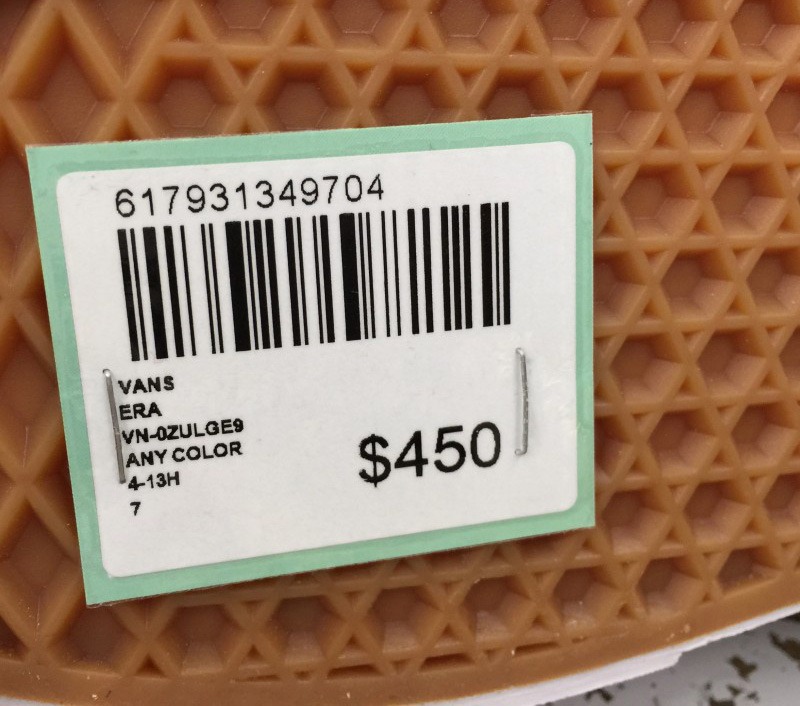 617931349704
VANS
ERA
VN-0ZULGE9
ANY COLOR
4-13H
7
$450